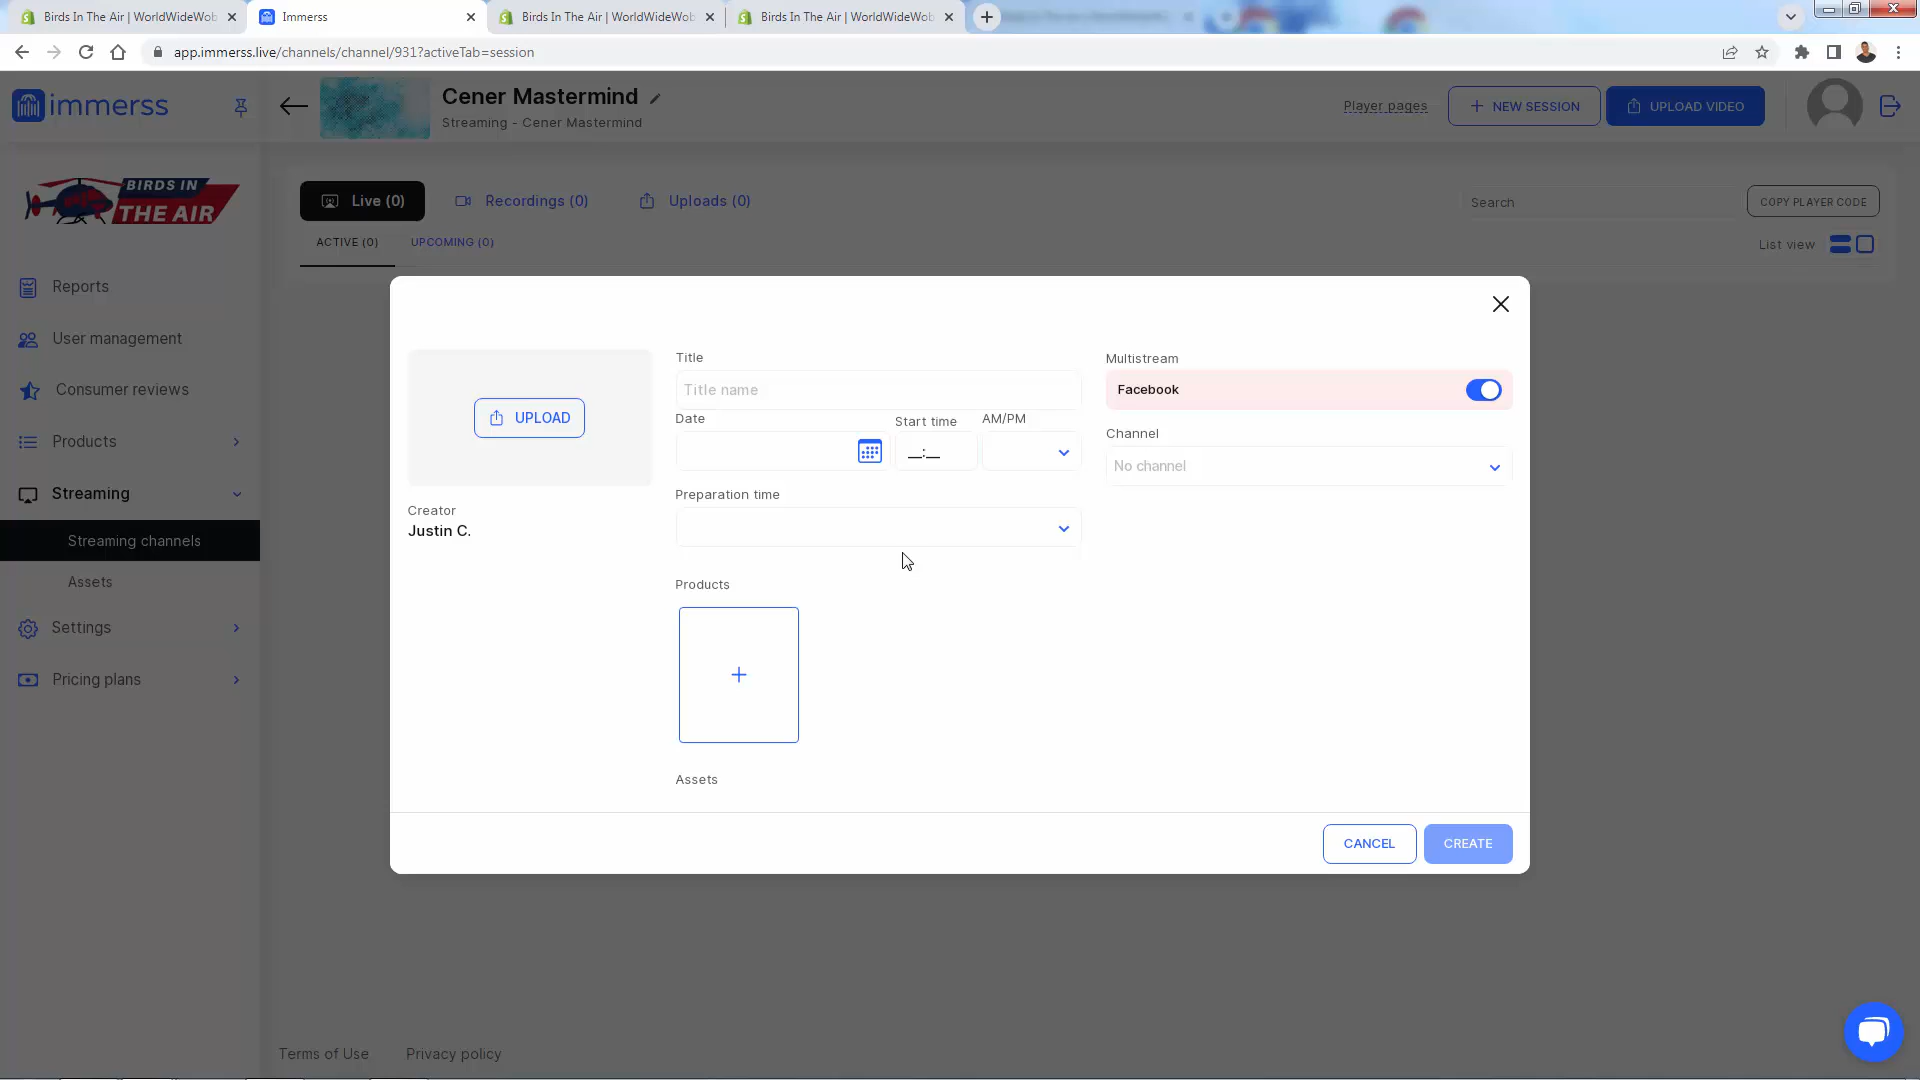 Birds In The Air | WorldWideWob
Immerss
Birds In The Air | WorldWideWob
Birds In The Air | WorldWideWob
app.immerss.live/channels/channel/931?activeTab=session
immerss
Cener Mastermind
Streaming - Cener Mastermind
Player pages
NEW SESSION
UPLOAD VIDEO
BIRDS IN
THE AIR
Live (0)
Recordings (0)
Uploads (0)
Search
COPY PLAYER CODE
ACTIVE (0)
UPCOMING (0)
List view
Reports
User management
Consumer reviews
Products
Streaming
Streaming channels
Assets
Settings
Pricing plans
UPLOAD
Creator
Justin C.
Title
Title name
Date
Start time
AM/PM
__:__
Preparation time
Products
Assets
Multistream
Facebook
Channel
No channel
CANCEL
CREATE
Terms of Use
Privacy policy